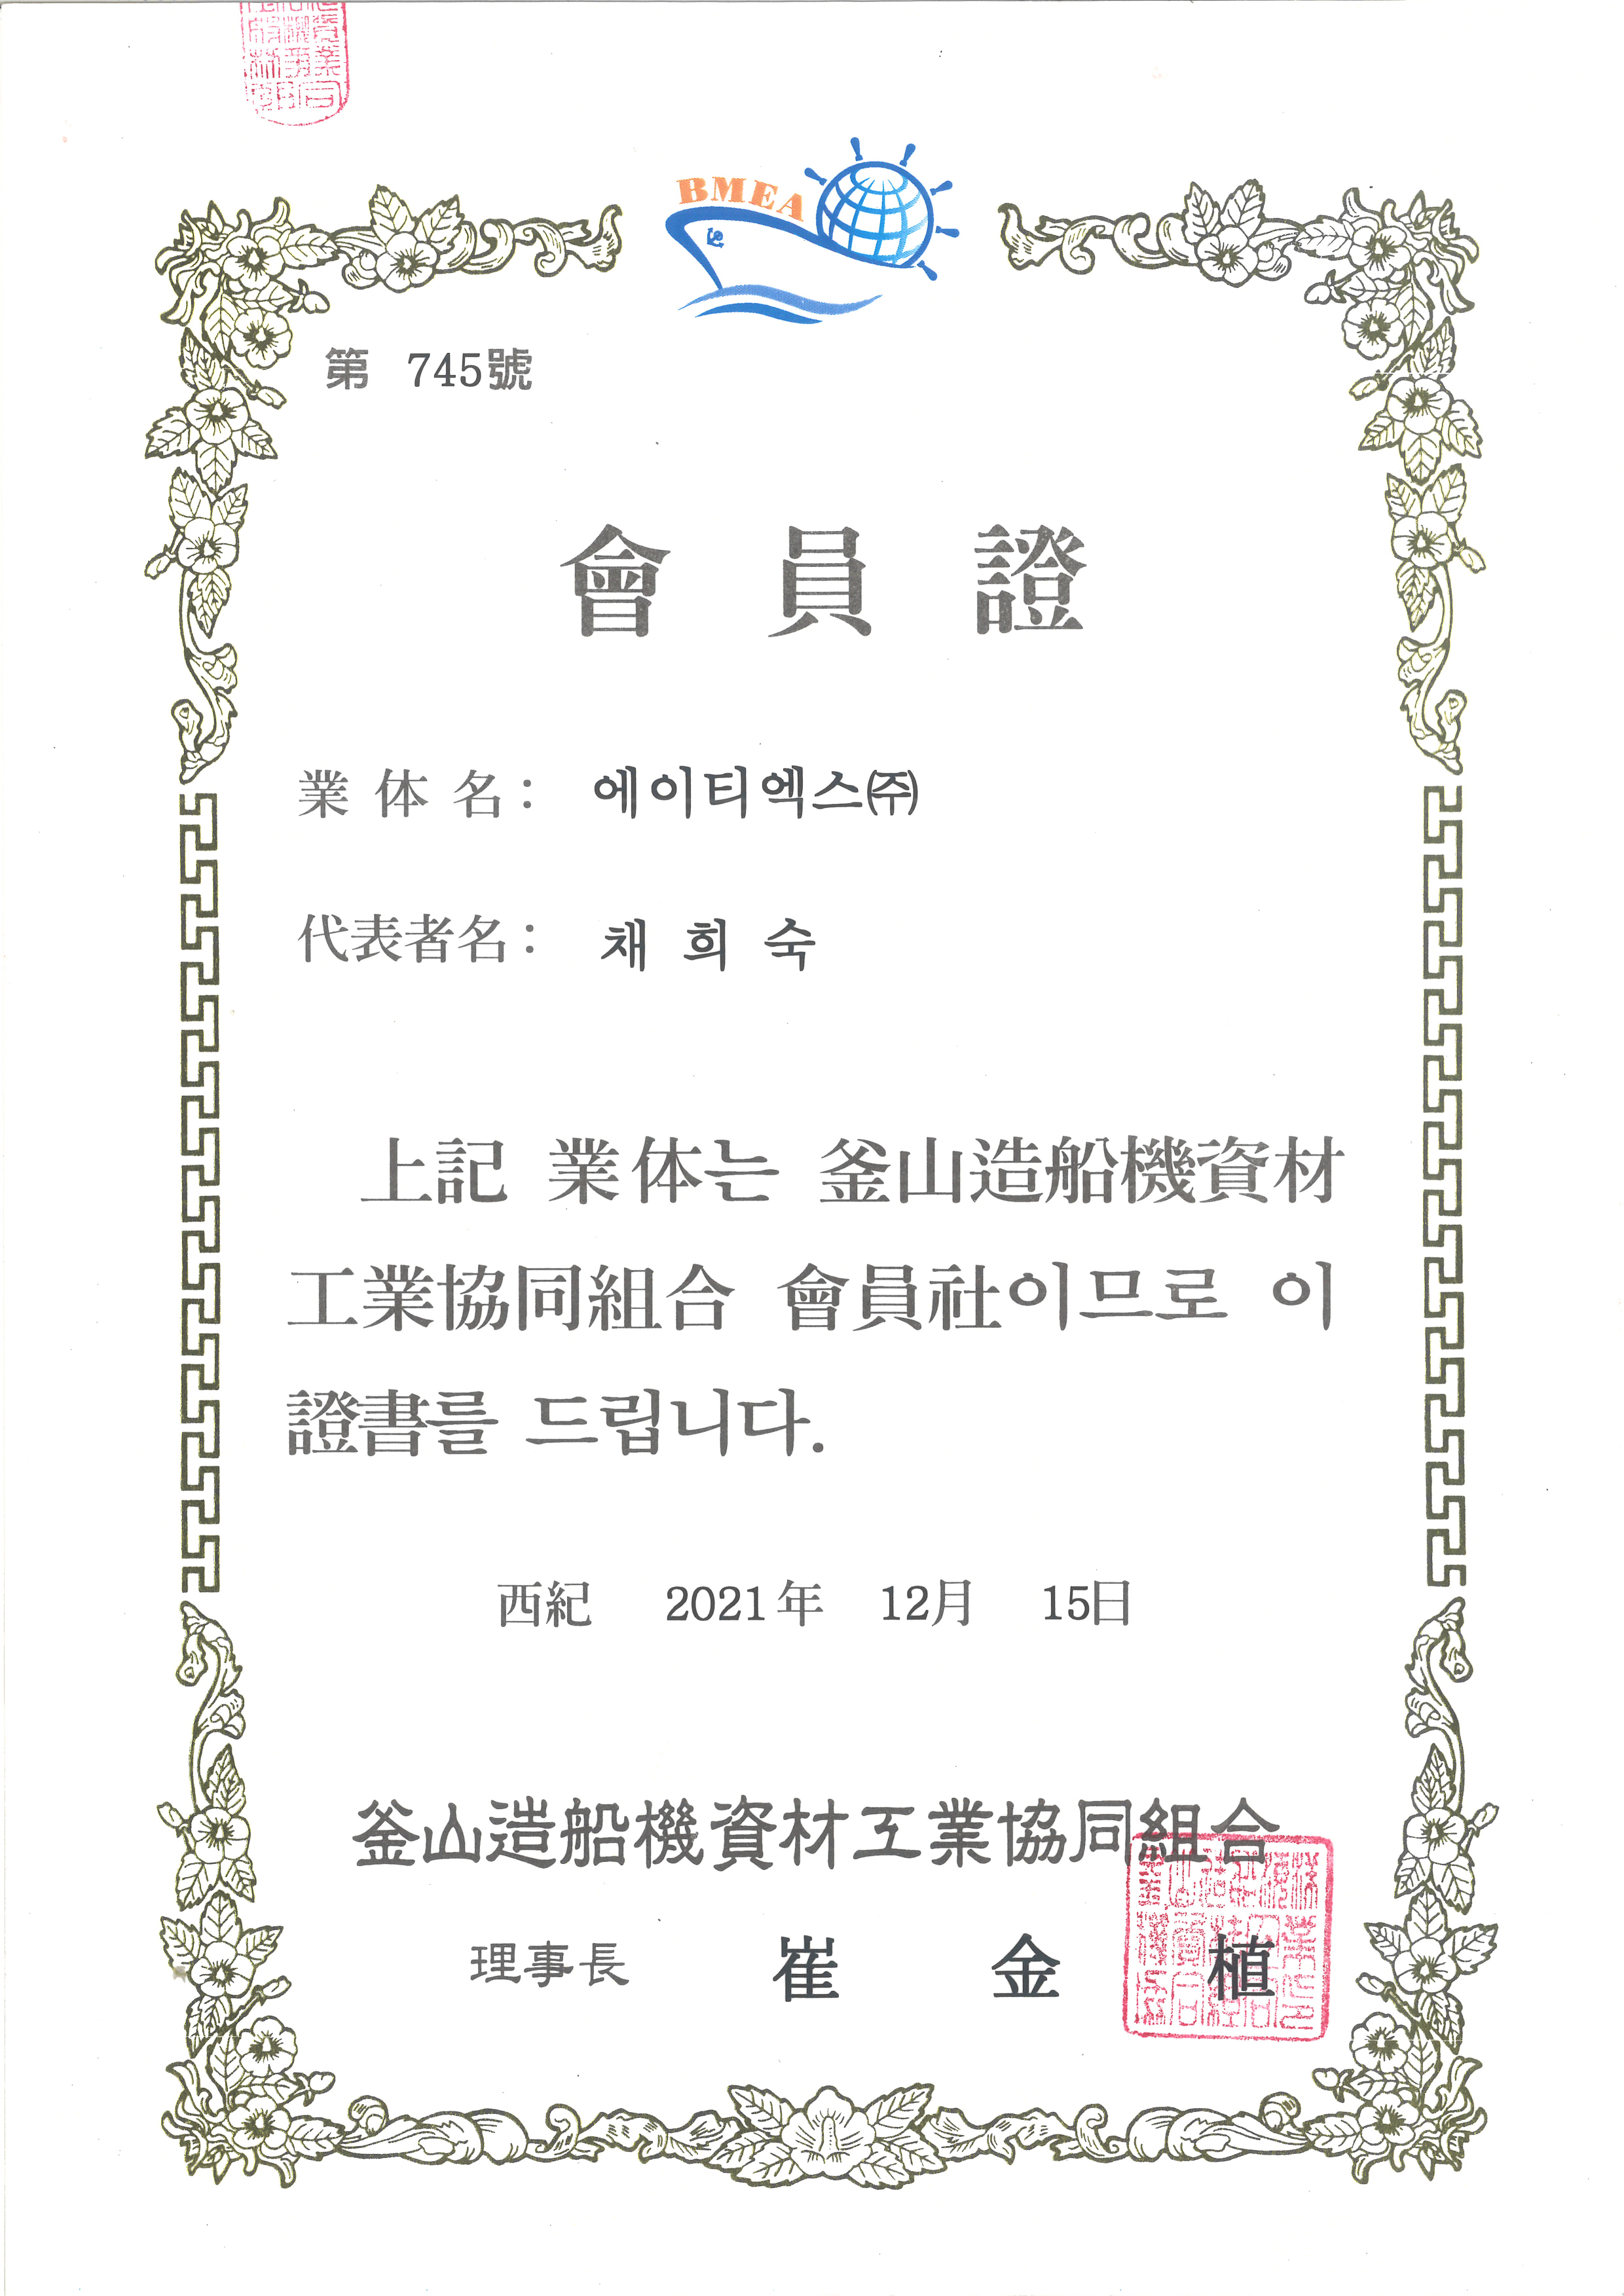 BMEA
第 745號
會員證
業体名: 에이티엑스㈜
代表者名: 채 희 숙
上記 業体는 釜山造船機資材
工業協同組合 會員社이므로 이
證書를 드립니다.
西紀 2021年 12月 15日
釜山造船機資材工業協同組合
理事長 崔 金 植